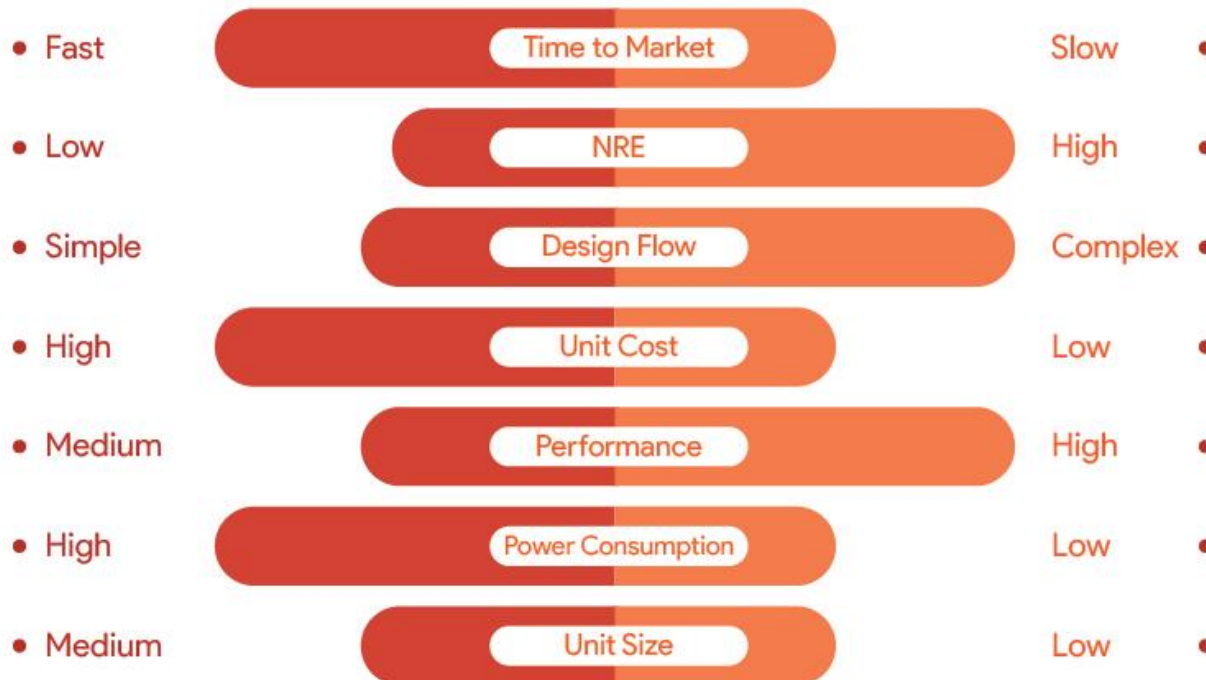 • Fast Time to Market Slow •
• Low NRE High •
• Simple Design Flow Complex •
• High Unit Cost Low •
• Medium Performance High •
• High Power Consumption Low •
• Medium Unit Size Low •